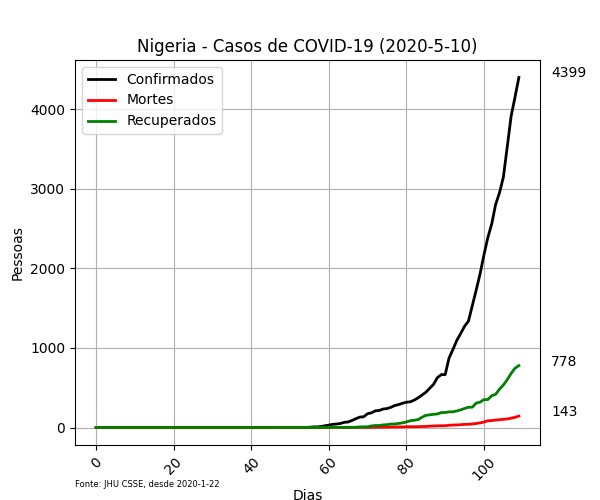 Nigeria - Casos de COVID-19 (2020-5-10)
Confirmados
Mortes
Recuperados
4399
778
143
4000
3000
2000
1000
0
Pessoas
0 20 40 60 80 100
Fonte: JHU CSSE, desde 2020-1-22
Dias